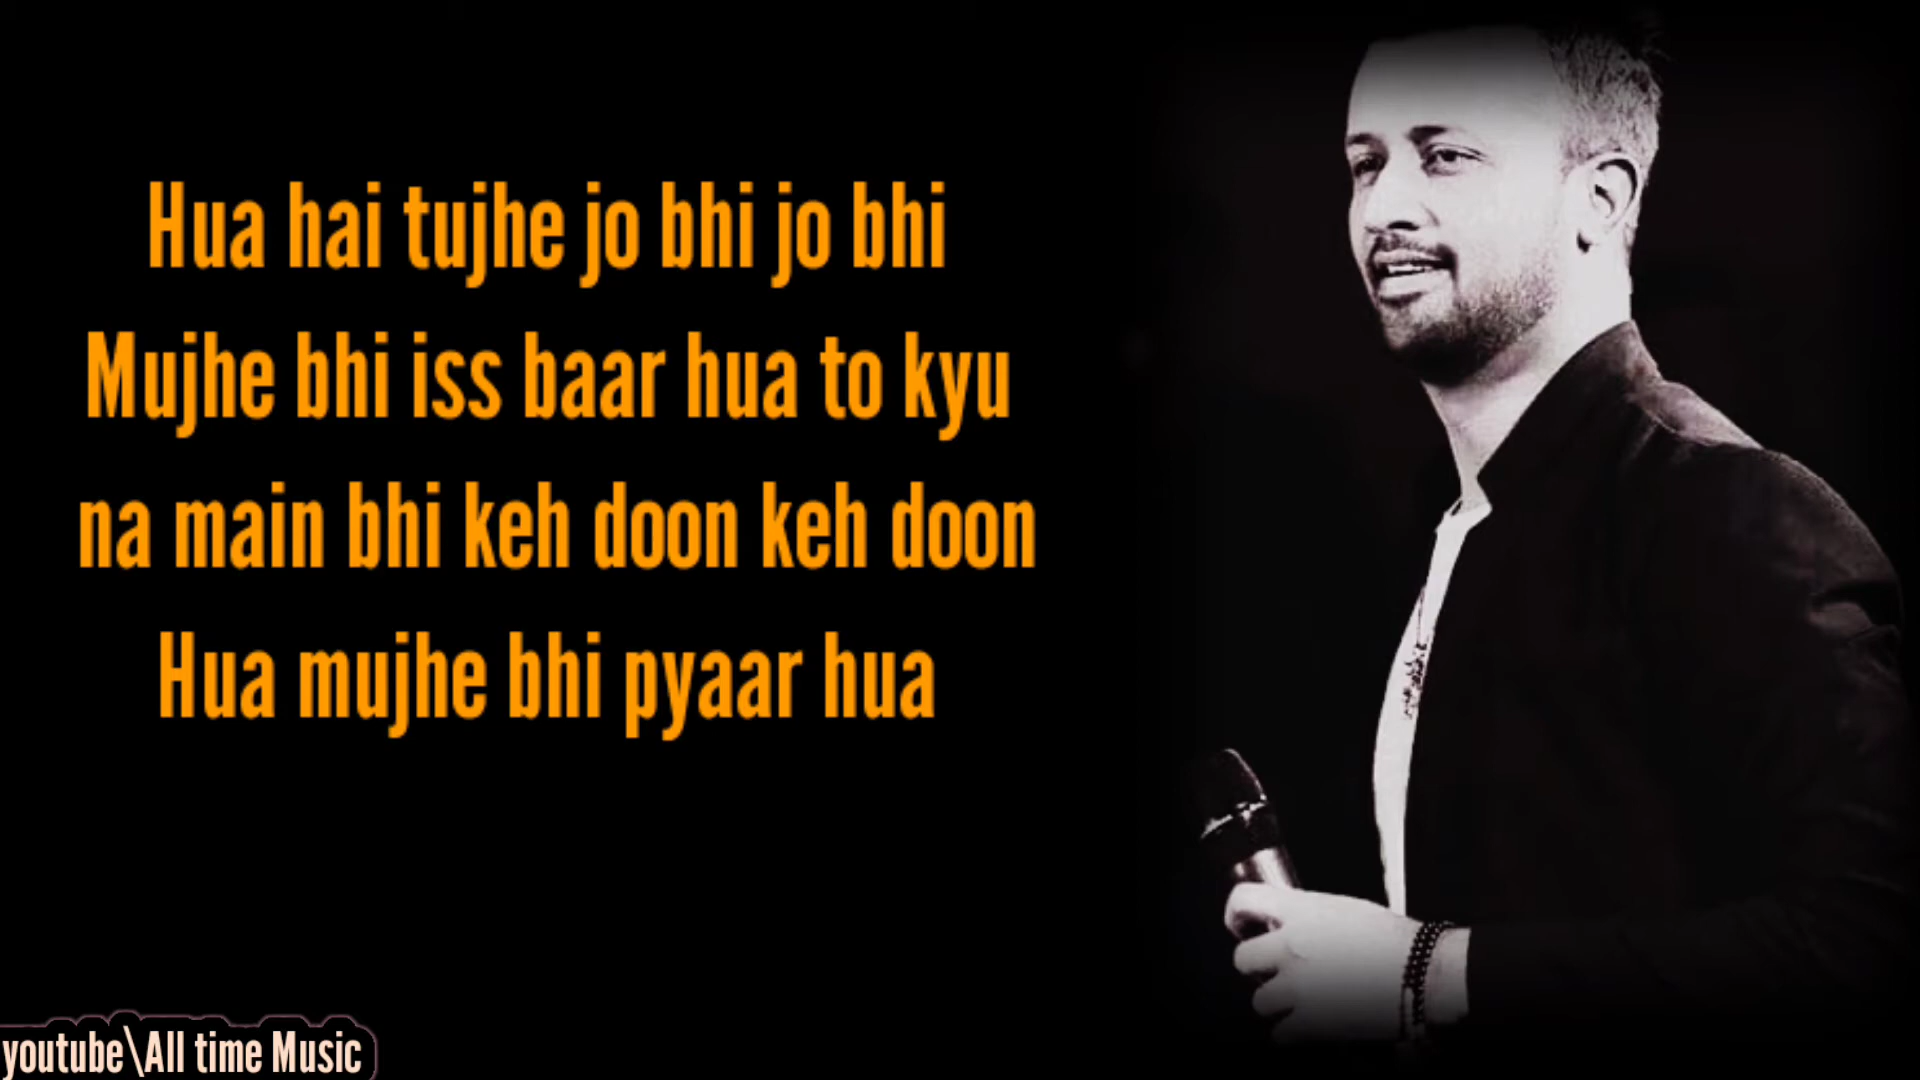 Hua hai tujhe jo bhi jo bhi
Mujhe bhi iss baar hua to kyu
na main bhi keh doon keh doon
Hua mujhe bhi pyaar hua
youtube\All time Music